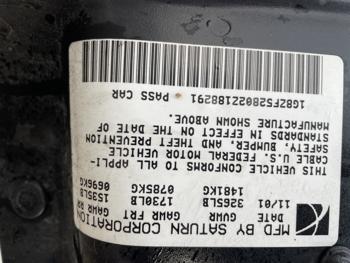 MFD BY SATURN CORPORATION
DATE GVWR GAWR FRT GAWR RR
11/01 3265LB 1730LB 1535LB
1481KG 0785KG 0696KG
THIS VEHICLE CONFORMS TO ALL APPLI-
CABLE U.S. FEDERAL MOTOR VEHICLE
SAFETY, BUMPER, AND THEFT PREVENTION
STANDARDS IN EFFECT ON THE DATE OF
MANUFACTURE SHOWN ABOVE.
1G8ZF52802Z188291 PASS CAR